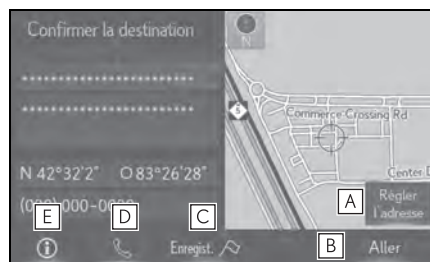 Confirmer la destination
N
Commerce Crossing Rd
N 42°32'2" O 83°26'28"
Center D
A
Régler
l'adresse
(000) 000-0000
E
D
C
B
Enregist.
Aller